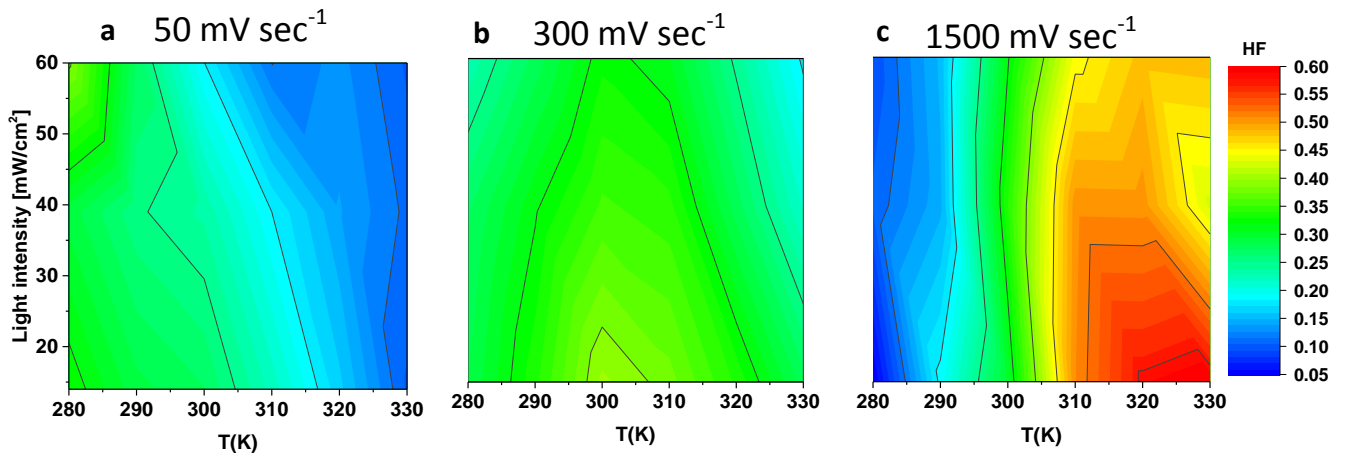 a 50 mV sec⁻¹
b 300 mV sec⁻¹
c 1500 mV sec⁻¹
HF
60
50
40
30
20
Light intensity [mW/cm²]
280 290 300 310 320 330
T(K)
280 290 300 310 320 330
T(K)
280 290 300 310 320 330
T(K)
0.60
0.55
0.50
0.45
0.40
0.35
0.30
0.25
0.20
0.15
0.10
0.05